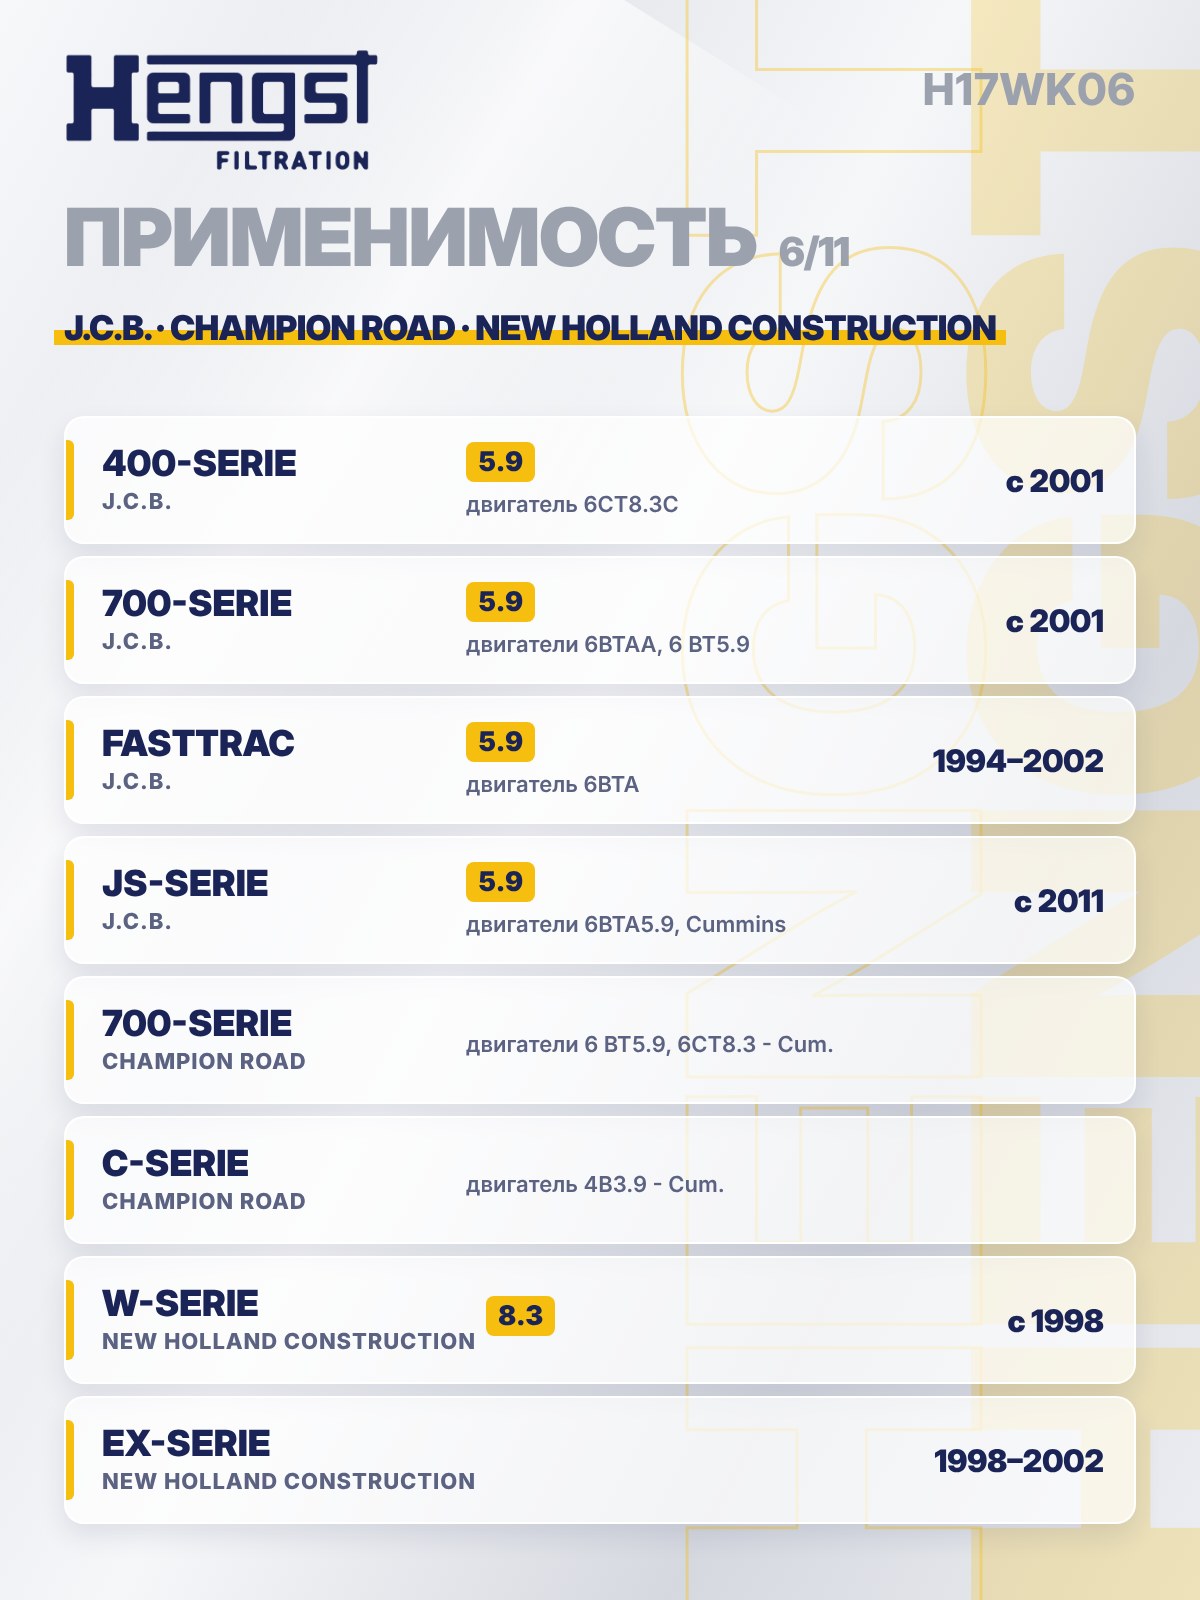 Hengst
FILTRATION
H17WK06
ПРИМЕНИМОСТЬ 6/11
J.C.B. · CHAMPION ROAD · NEW HOLLAND CONSTRUCTION
400-SERIE
J.C.B.
5.9
двигатель 6CT8.3C
с 2001
700-SERIE
J.C.B.
5.9
двигатели 6BTAA, 6 BT5.9
с 2001
FASTTRAC
J.C.B.
5.9
двигатель 6BTA
1994–2002
JS-SERIE
J.C.B.
5.9
двигатели 6BTA5.9, Cummins
с 2011
700-SERIE
CHAMPION ROAD
двигатели 6 BT5.9, 6CT8.3 - Cum.
C-SERIE
CHAMPION ROAD
двигатель 4B3.9 - Cum.
W-SERIE
NEW HOLLAND CONSTRUCTION
8.3
с 1998
EX-SERIE
NEW HOLLAND CONSTRUCTION
1998–2002
HENGST
HENGST